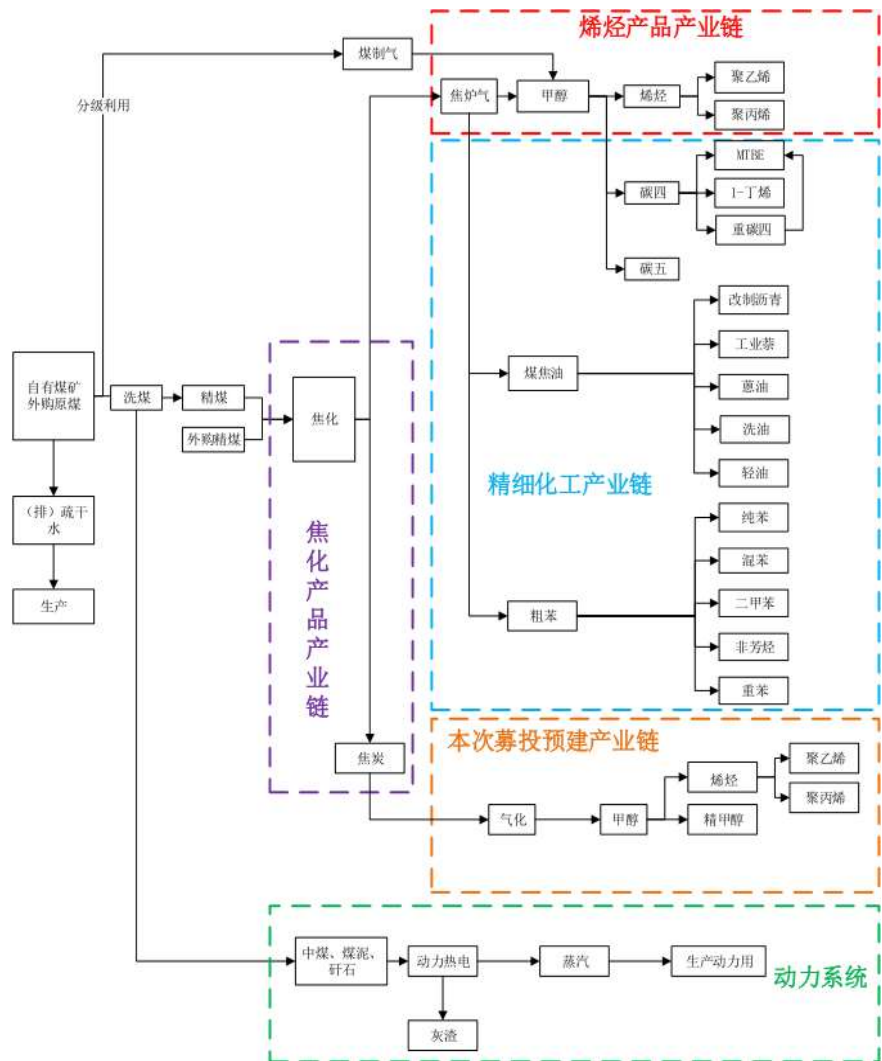 烯烃产品产业链
煤制气
分级利用
焦炉气
甲醇
烯烃
聚乙烯
聚丙烯
MTBE
碳四
1-丁烯
重碳四
碳五
改制沥青
工业萘
煤焦油
蒽油
洗油
轻油
精细化工产业链
自有煤矿
外购原煤
洗煤
精煤
外购精煤
焦化
(排)疏干
水
生产
焦化产品产业链
纯苯
混苯
粗苯
二甲苯
非芳烃
重苯
本次募投预建产业链
焦炭
气化
甲醇
烯烃
精甲醇
聚乙烯
聚丙烯
中煤、煤泥、
矸石
动力热电
蒸汽
生产动力用
动力系统
灰渣